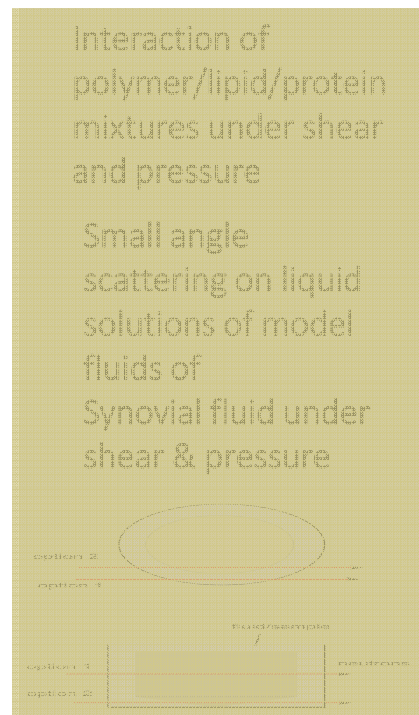 Interaction of
polymer/lipid/protein
mixtures under shear
and pressure
Small angle
scattering on liquid
solutions of model
fluids of
Synovial fluid under
shear & pressure
option 2
option 1
fluid/sample
option 1
neutrons
option 2